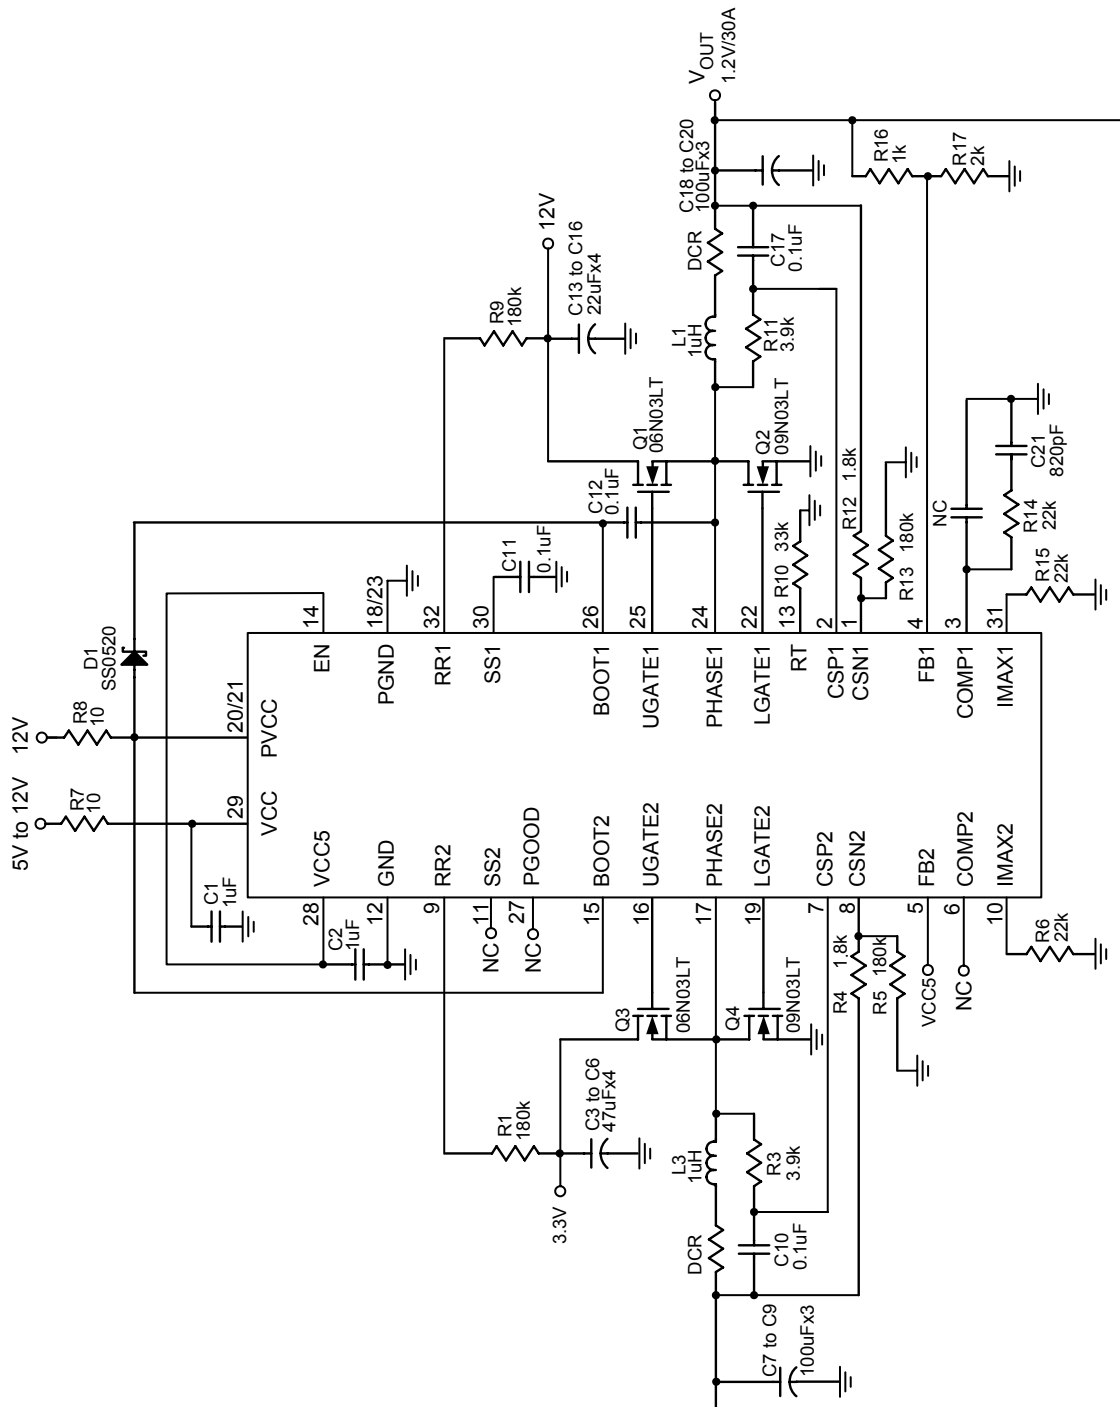 5V to 12V
12V
R7
10
R8
10
D1
SS0520
C1
1uF
C2
1uF
29
VCC
20/21
PVCC
28
VCC5
12
GND
9
RR2
11
SS2
NC
27
PGOOD
NC
15
BOOT2
16
UGATE2
17
PHASE2
19
LGATE2
7
CSP2
8
CSN2
5
FB2
6
COMP2
10
IMAX2
14
EN
18/23
PGND
32
RR1
30
SS1
26
BOOT1
25
UGATE1
24
PHASE1
22
LGATE1
13
RT
2
CSP1
1
CSN1
4
FB1
3
COMP1
31
IMAX1
R1
180k
3.3V
C3 to C6
47uFx4
Q3
06N03LT
Q4
09N03LT
L3
1uH
DCR
R3
3.9k
C10
0.1uF
C7 to C9
100uFx3
R4
1.8k
R5
180k
VCC5
NC
R6
22k
C11
0.1uF
C12
0.1uF
R9
180k
12V
C13 to C16
22uFx4
Q1
06N03LT
Q2
09N03LT
L1
1uH
DCR
R11
3.9k
C17
0.1uF
C18 to C20
100uFx3
VOUT
1.2V/30A
R10
33k
R12
1.8k
R13
180k
R16
1k
R17
2k
NC
R14
22k
C21
820pF
R15
22k